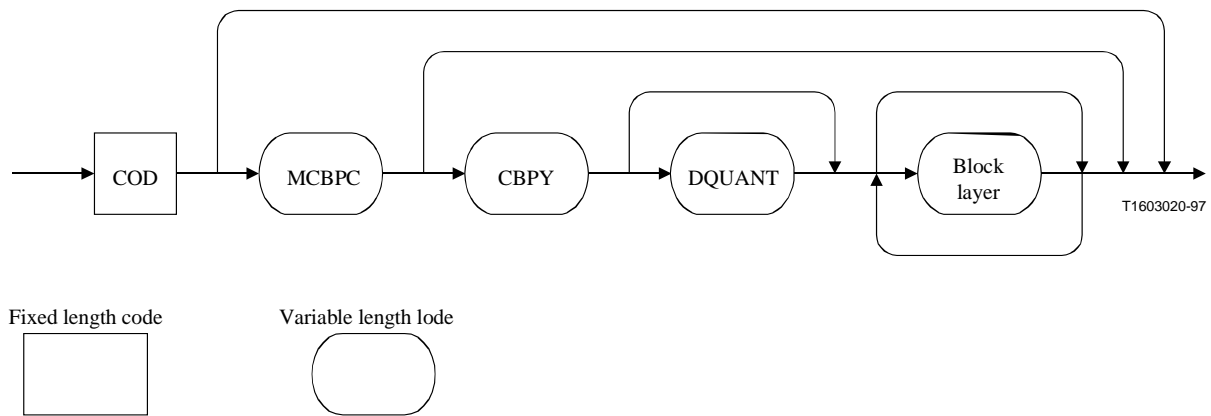 COD
MCBPC
CBPY
DQUANT
Block
layer
T1603020-97
Fixed length code
Variable length lode